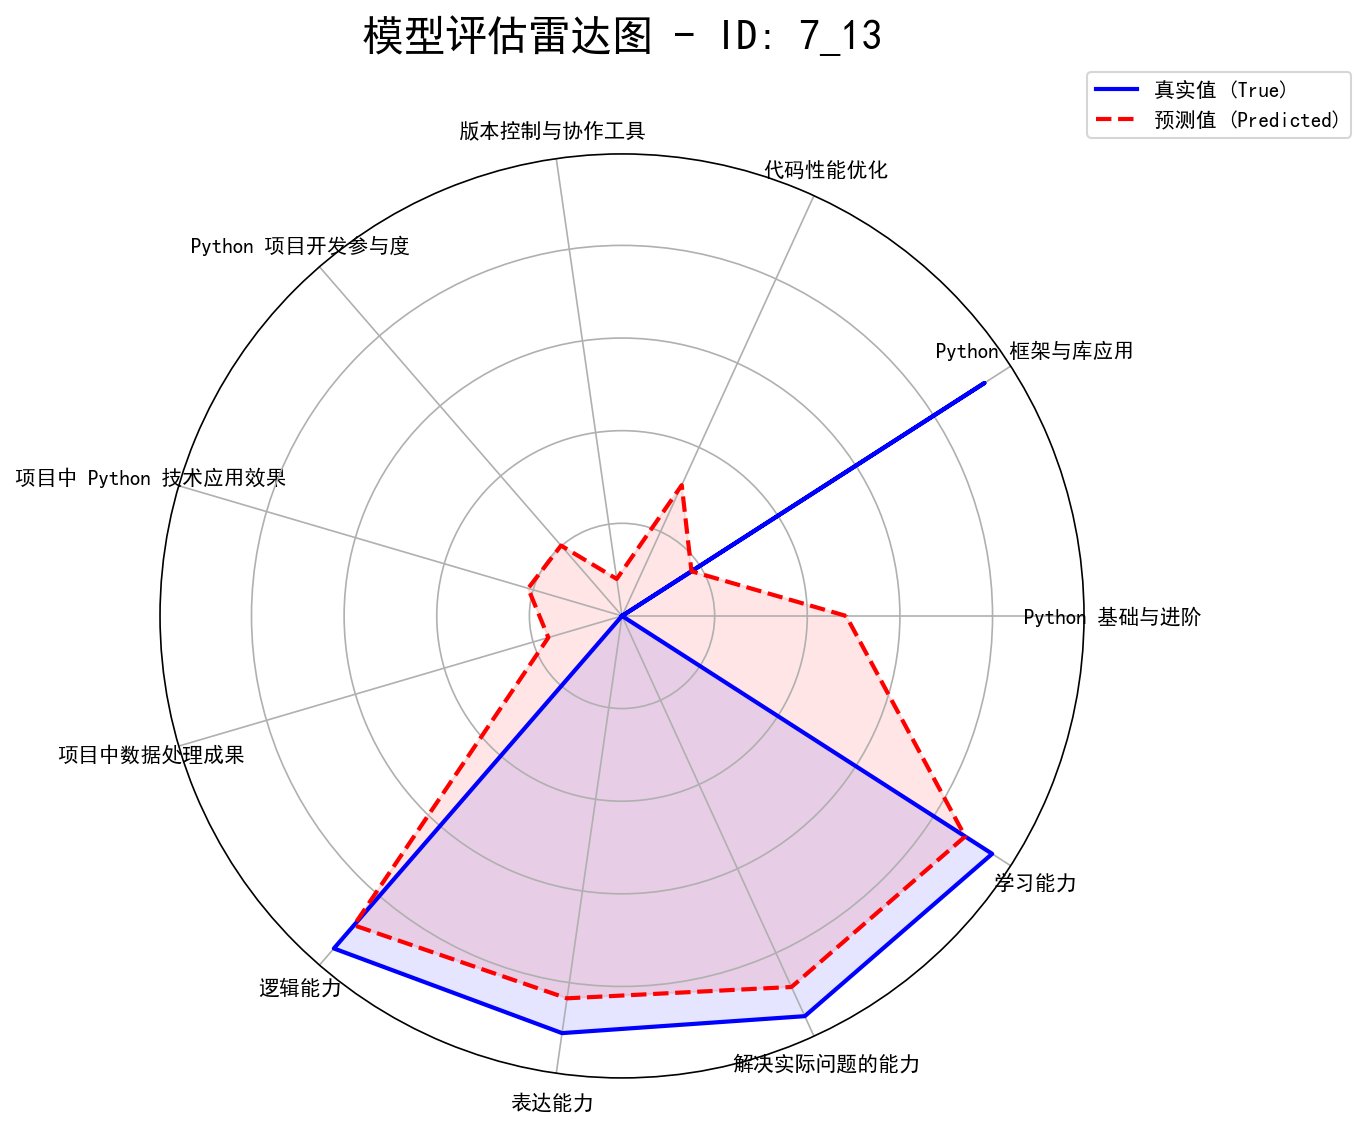 模型评估雷达图 - ID: 7_13
真实值 (True)
预测值 (Predicted)
版本控制与协作工具
代码性能优化
Python 项目开发参与度
Python 框架与库应用
项目中 Python 技术应用效果
Python 基础与进阶
项目中数据处理成果
学习能力
逻辑能力
解决实际问题的能力
表达能力